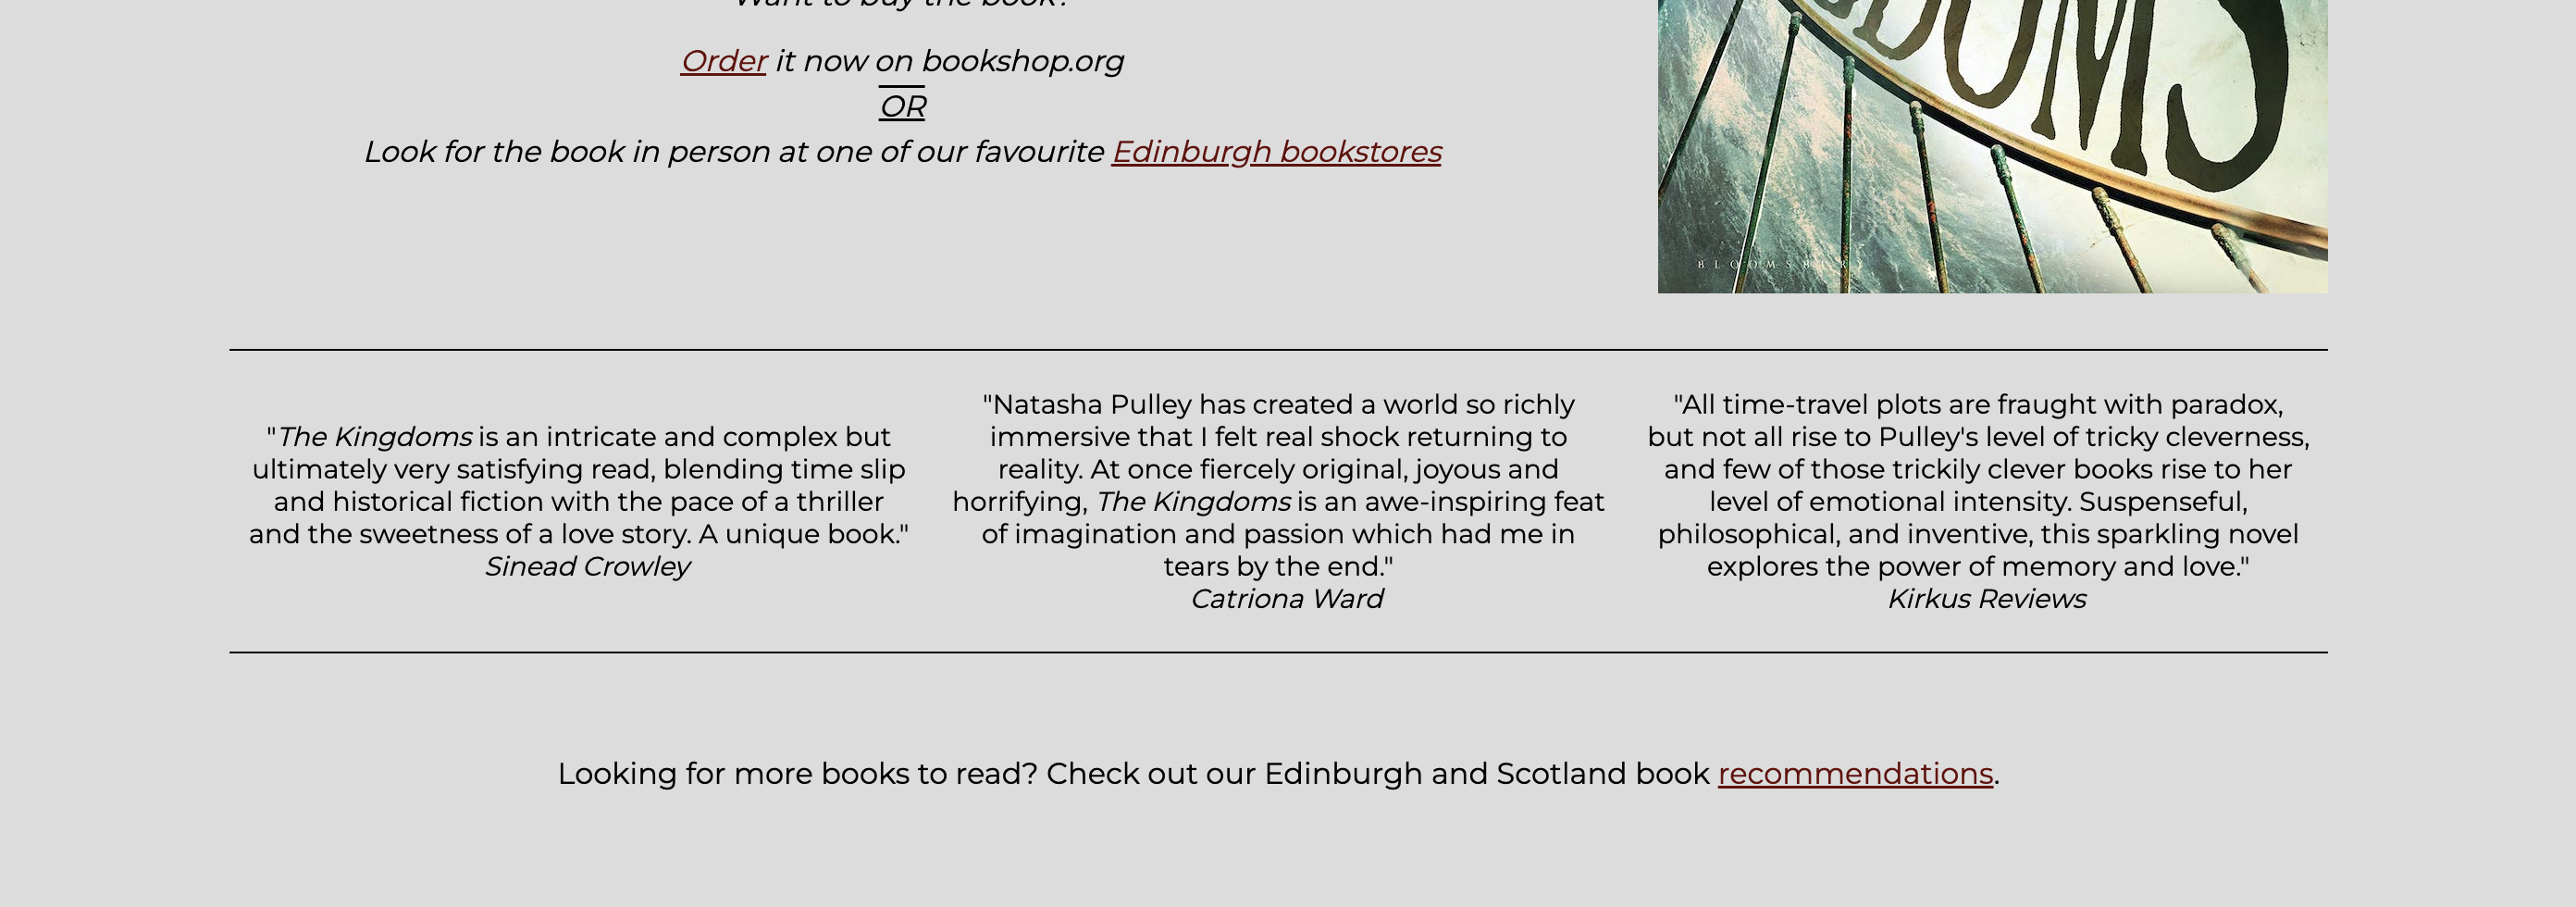 Want to buy the book?
Order it now on bookshop.org
OR
Look for the book in person at one of our favourite Edinburgh bookstores
DOMS
BLOOMSBURY
"The Kingdoms is an intricate and complex but
ultimately very satisfying read, blending time slip
and historical fiction with the pace of a thriller
and the sweetness of a love story. A unique book."
Sinead Crowley
"Natasha Pulley has created a world so richly
immersive that I felt real shock returning to
reality. At once fiercely original, joyous and
horrifying, The Kingdoms is an awe-inspiring feat
of imagination and passion which had me in
tears by the end."
Catriona Ward
"All time-travel plots are fraught with paradox,
but not all rise to Pulley's level of tricky cleverness,
and few of those trickily clever books rise to her
level of emotional intensity. Suspenseful,
philosophical, and inventive, this sparkling novel
explores the power of memory and love."
Kirkus Reviews
Looking for more books to read? Check out our Edinburgh and Scotland book recommendations.